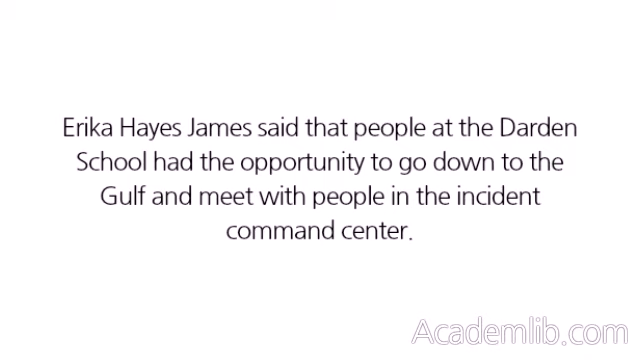 Erika Hayes James said that people at the Darden
School had the opportunity to go down to the
Gulf and meet with people in the incident
command center.
Academlib.com